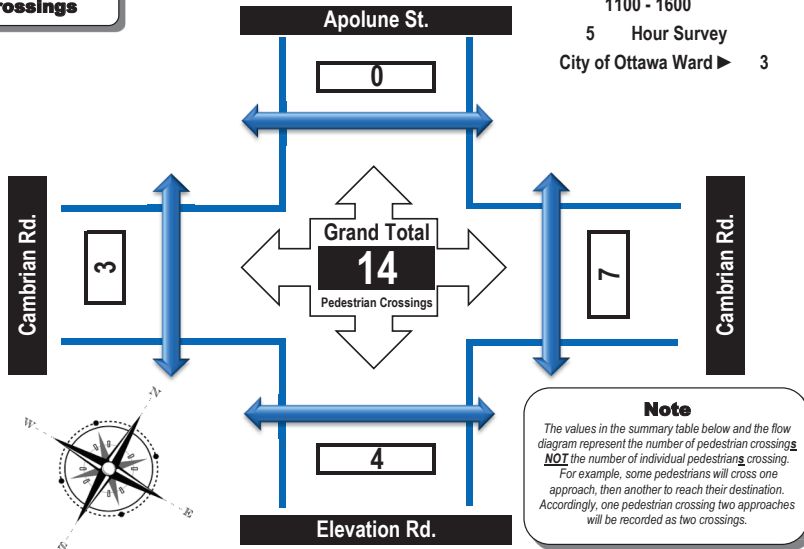 rossings
Apolune St.
1100 - 1600
5 Hour Survey
City of Ottawa Ward ► 3
0
Cambrian Rd.
3
Grand Total
14
Pedestrian Crossings
7
Cambrian Rd.
4
Elevation Rd.
N
W
E
S
Note
The values in the summary table below and the flow
diagram represent the number of pedestrian crossings
NOT the number of individual pedestrians crossing.
For example, some pedestrians will cross one
approach, then another to reach their destination.
Accordingly, one pedestrian crossing two approaches
will be recorded as two crossings.